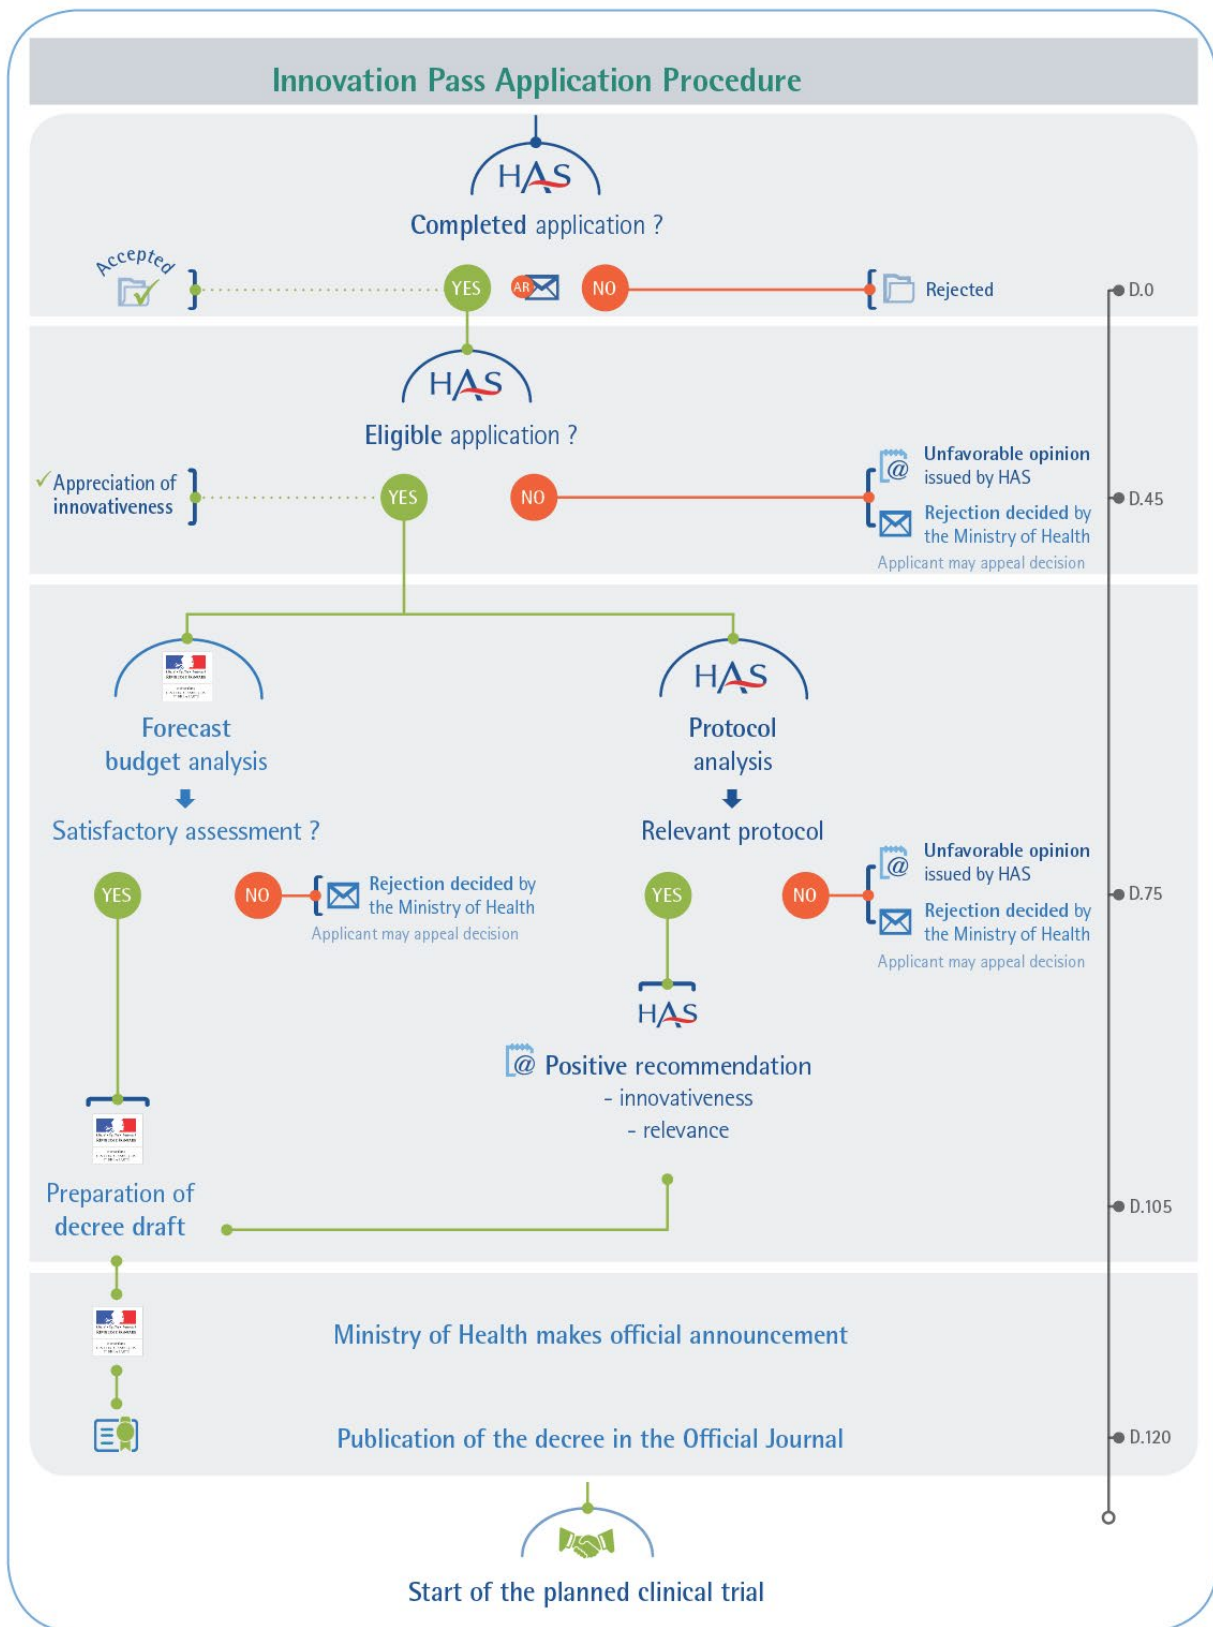 Innovation Pass Application Procedure
HAS
Completed application ?
Accepted
YES
AR
NO
Rejected
D.0
HAS
Eligible application ?
✓ Appreciation of
innovativeness
YES
NO
@ Unfavorable opinion
issued by HAS
Rejection decided by
the Ministry of Health
Applicant may appeal decision
D.45
Forecast
budget analysis
Satisfactory assessment ?
YES
NO
Rejection decided by
the Ministry of Health
Applicant may appeal decision
HAS
Protocol
analysis
Relevant protocol
YES
NO
@ Unfavorable opinion
issued by HAS
Rejection decided by
the Ministry of Health
Applicant may appeal decision
D.75
HAS
@ Positive recommendation
- innovativeness
- relevance
Preparation of
decree draft
D.105
Ministry of Health makes official announcement
Publication of the decree in the Official Journal
D.120
Start of the planned clinical trial